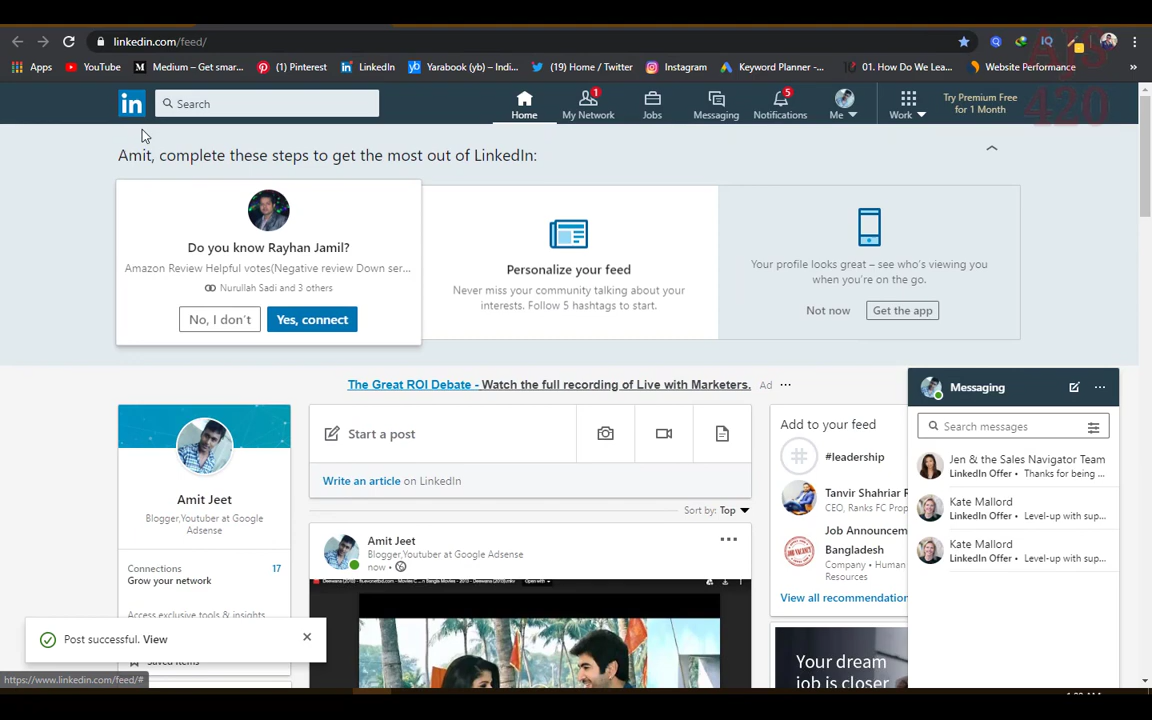 linkedin.com/feed/
Apps
YouTube
Medium – Get smar...
(1) Pinterest
LinkedIn
Yarabook (yb) – Indi...
(19) Home / Twitter
Instagram
Keyword Planner -...
01. How Do We Lea...
Website Performance
»
AJS
420
in
Search
Home
1
My Network
Jobs
Messaging
5
Notifications
Me
Work
Try Premium Free
for 1 Month
Amit, complete these steps to get the most out of LinkedIn:
Do you know Rayhan Jamil?
Amazon Review Helpful votes(Negative review Down ser...
Nurullah Sadi and 3 others
No, I don't
Yes, connect
Personalize your feed
Never miss your community talking about your
interests. Follow 5 hashtags to start.
Your profile looks great – see who's viewing you
when you're on the go.
Not now
Get the app
The Great ROI Debate - Watch the full recording of Live with Marketers.
Ad
Amit Jeet
Blogger,Youtuber at Google
Adsense
Connections
17
Grow your network
Access exclusive tools & insights
Saved items
Start a post
Write an article on LinkedIn
Sort by: Top
Amit Jeet
Blogger,Youtuber at Google Adsense
now •
Open with
Add to your feed
#leadership
Tanvir Shahriar R
CEO, Ranks FC Prop
Job Announcem
Bangladesh
Company • Human
Resources
View all recommendation
Your dream
job is closer
Messaging
Search messages
Jen & the Sales Navigator Team
LinkedIn Offer • Thanks for being ...
Kate Mallord
LinkedIn Offer • Level-up with sup...
Kate Mallord
LinkedIn Offer • Level-up with sup...
Post successful. View
https://www.linkedin.com/feed/#